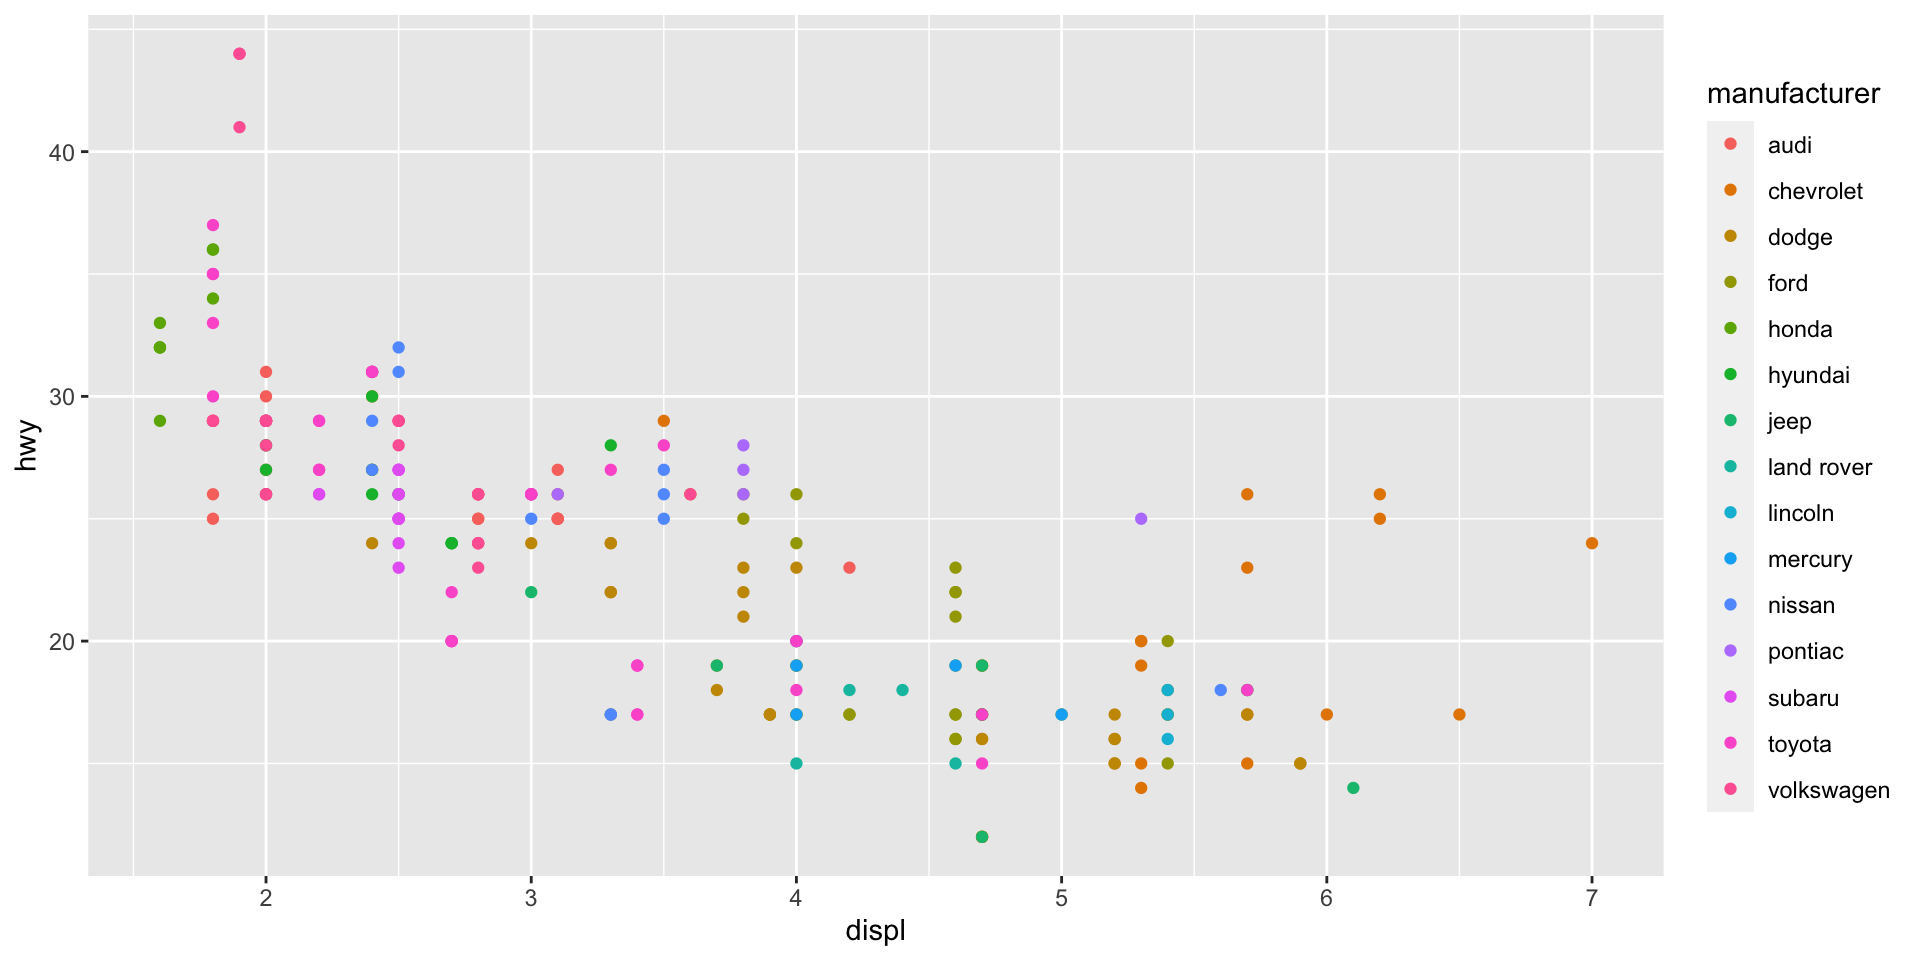 hwy
40
30
20
2 3 4 5 6 7
displ
manufacturer
audi
chevrolet
dodge
ford
honda
hyundai
jeep
land rover
lincoln
mercury
nissan
pontiac
subaru
toyota
volkswagen